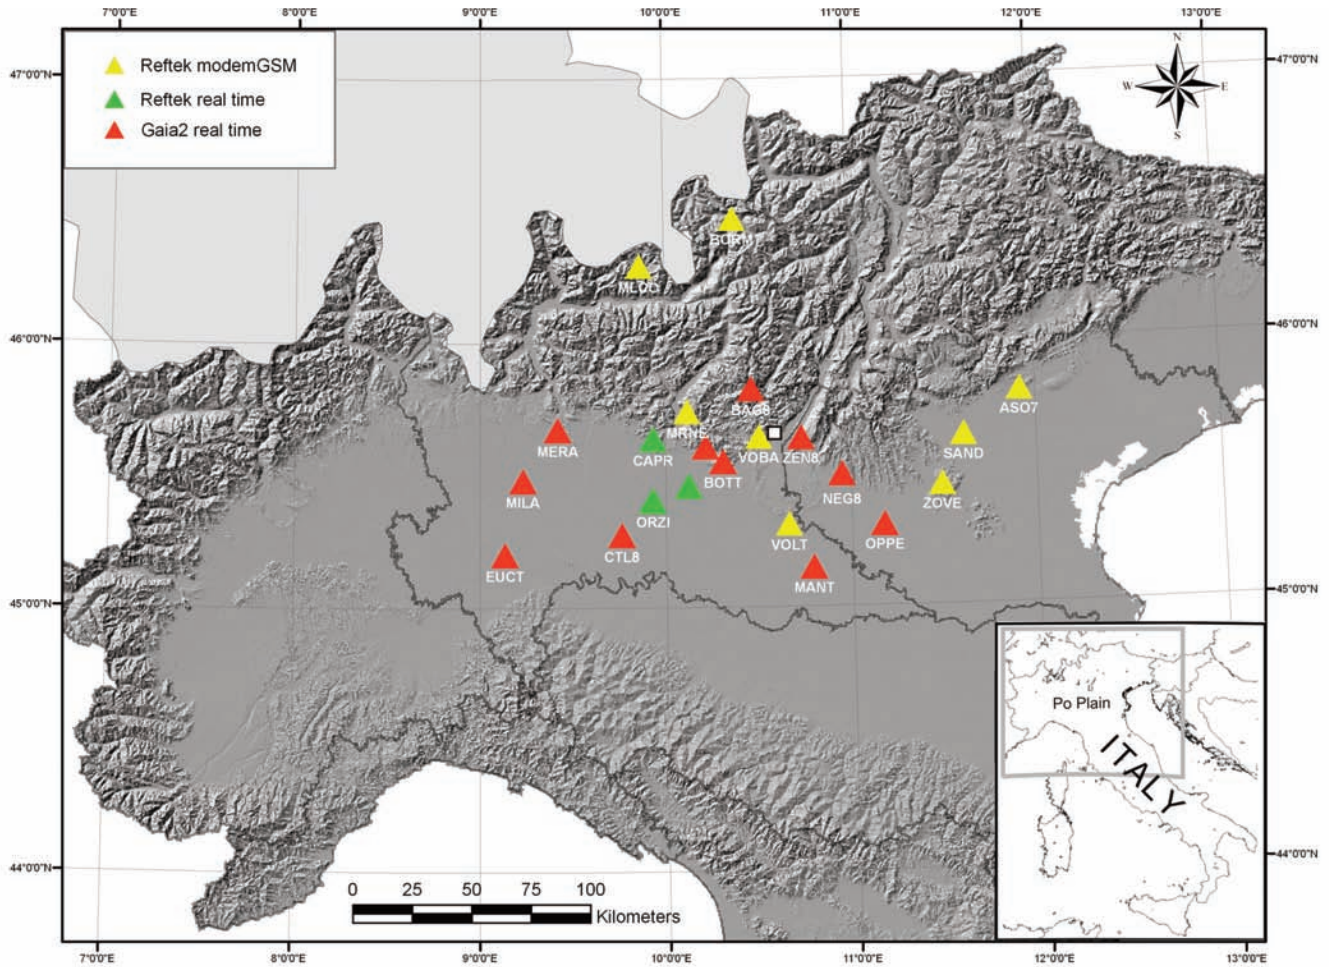 7°0'0"E 8°0'0"E 9°0'0"E 10°0'0"E 11°0'0"E 12°0'0"E 13°0'0"E
Reftek modemGSM
Reftek real time
Gaia2 real time
N
W E
S
47°0'0"N 47°0'0"N
BORM
46°0'0"N 46°0'0"N
BAG8
ASO7
MRNE
MERA CAPR VOBA ZEN8 SAND
BOTT
MILA NEG8 ZOVE
ORZI
VOLT OPPE
CTL8
EUCT MANT
45°0'0"N 45°0'0"N
Po Plain
ITALY
44°0'0"N 44°0'0"N
0 25 50 75 100
Kilometers
7°0'0"E 8°0'0"E 9°0'0"E 10°0'0"E 11°0'0"E 12°0'0"E 13°0'0"E